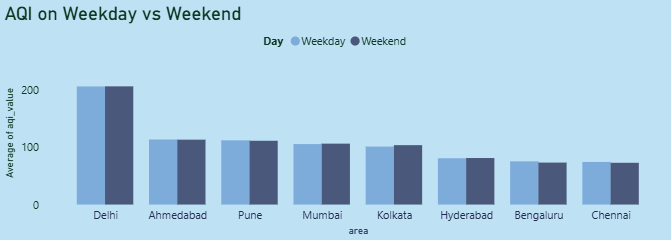 AQI on Weekday vs Weekend
Day Weekday Weekend
Average of aqi_value
200
100
0
Delhi Ahmedabad Pune Mumbai Kolkata Hyderabad Bengaluru Chennai
area